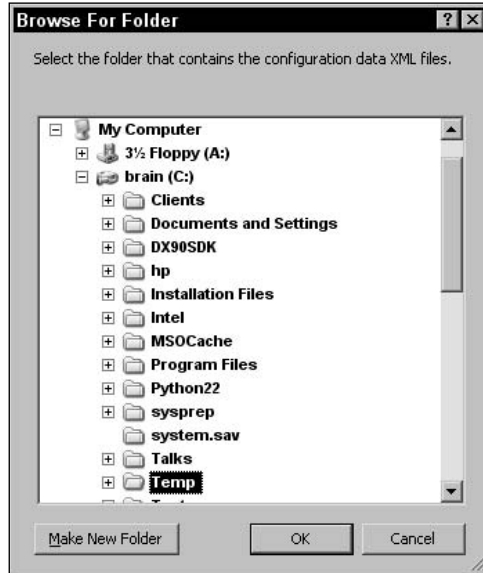 Browse For Folder
Select the folder that contains the configuration data XML files.
My Computer
3½ Floppy (A:)
brain (C:)
Clients
Documents and Settings
DX90SDK
hp
Installation Files
Intel
MSOCache
Program Files
Python22
sysprep
system.sav
Talks
Temp
Make New Folder
OK
Cancel